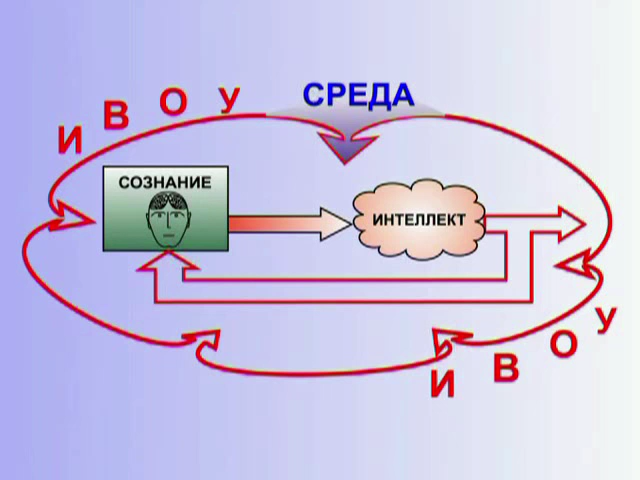 СРЕДА
И В О У
СОЗНАНИЕ
ИНТЕЛЛЕКТ
И В О У